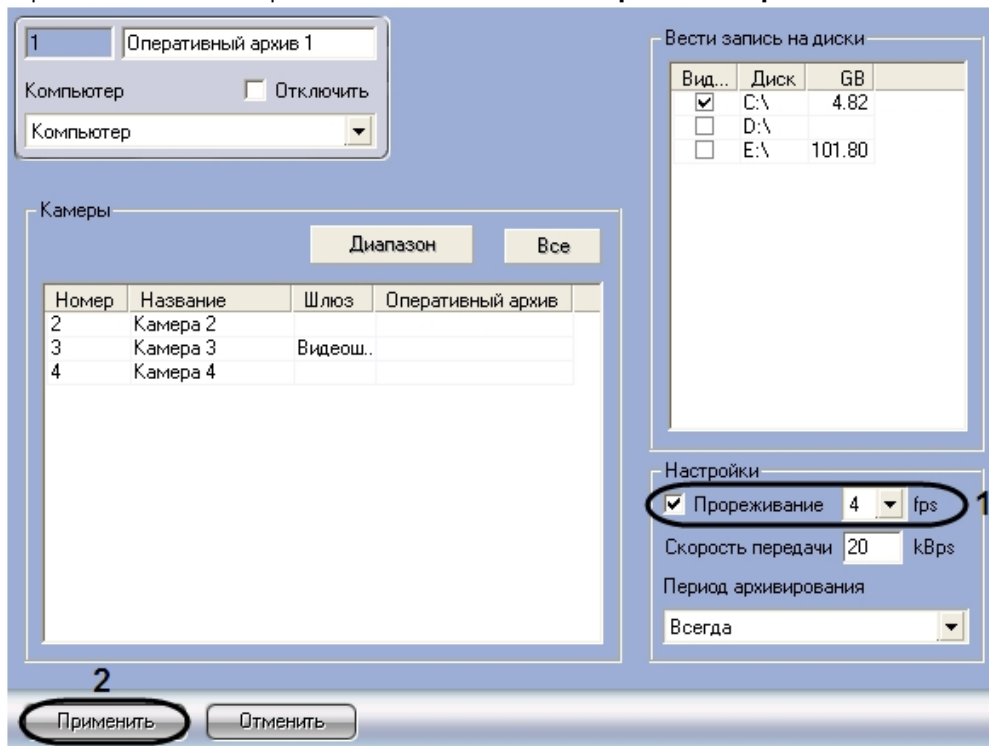 1 Оперативный архив 1
Компьютер Отключить
Компьютер
Вести запись на диски
Вид... Диск GB
C:\ 4.82
D:\
E:\ 101.80
Камеры
Диапазон Все
Номер Название Шлюз Оперативный архив
2 Камера 2
3 Камера 3 Видеош..
4 Камера 4
Настройки
Прореживание 4 fps 1
Скорость передачи 20 kBps
Период архивирования
Всегда
2
Применить Отменить